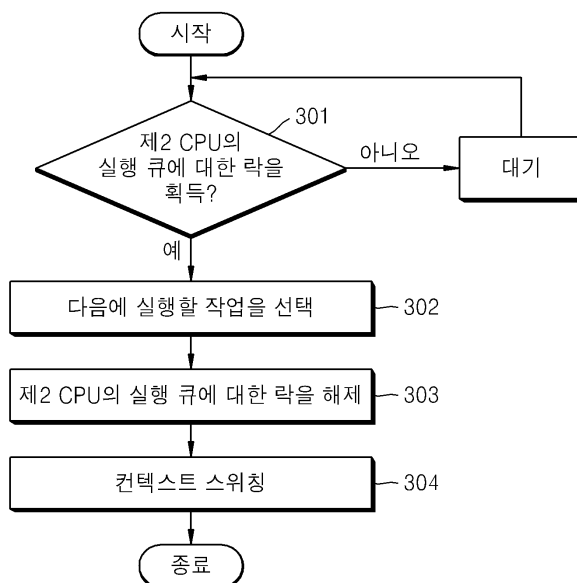 시작
301
제2 CPU의
실행 큐에 대한 락을
획득?
아니오
대기
예
다음에 실행할 작업을 선택
302
제2 CPU의 실행 큐에 대한 락을 해제
303
컨텍스트 스위칭
304
종료